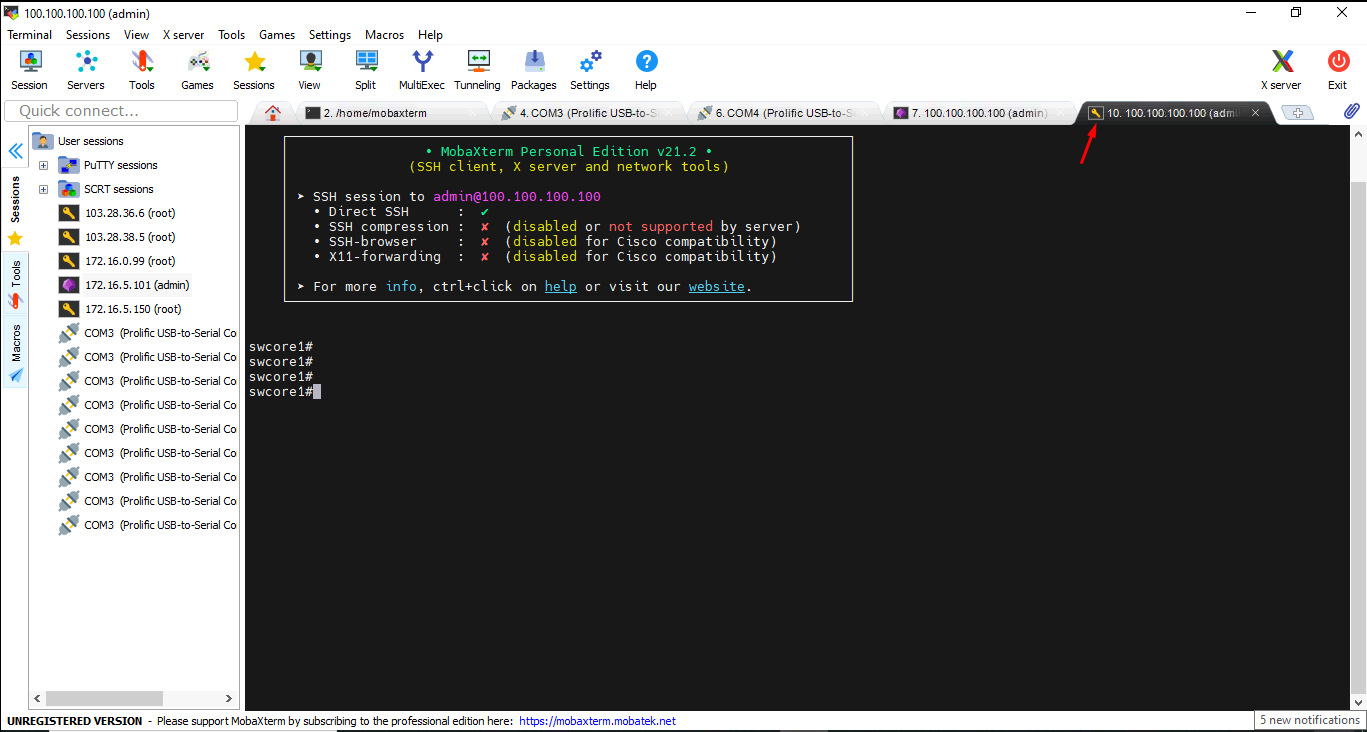 100.100.100.100 (admin)
Terminal Sessions View X server Tools Games Settings Macros Help
Session Servers Tools Games Sessions View Split MultiExec Tunneling Packages Settings Help X server Exit
Quick connect...
2. /home/mobaxterm
4. COM3 (Prolific USB-to-S
6. COM4 (Prolific USB-to-S
7. 100.100.100.100 (admin)
10. 100.100.100.100 (adm
Sessions
Tools
Macros
User sessions
PuTTY sessions
SCRT sessions
103.28.36.6 (root)
103.28.38.5 (root)
172.16.0.99 (root)
172.16.5.101 (admin)
172.16.5.150 (root)
COM3 (Prolific USB-to-Serial Co
COM3 (Prolific USB-to-Serial Co
COM3 (Prolific USB-to-Serial Co
COM3 (Prolific USB-to-Serial Co
COM3 (Prolific USB-to-Serial Co
COM3 (Prolific USB-to-Serial Co
COM3 (Prolific USB-to-Serial Co
COM3 (Prolific USB-to-Serial Co
COM3 (Prolific USB-to-Serial Co
• MobaXterm Personal Edition v21.2 •
(SSH client, X server and network tools)
➤ SSH session to admin@100.100.100.100
• Direct SSH : ✔
• SSH compression : ✘ (disabled or not supported by server)
• SSH-browser : ✘ (disabled for Cisco compatibility)
• X11-forwarding : ✘ (disabled for Cisco compatibility)
➤ For more info, ctrl+click on help or visit our website.
swcore1#
swcore1#
swcore1#
swcore1#
UNREGISTERED VERSION - Please support MobaXterm by subscribing to the professional edition here: https://mobaxterm.mobatek.net
5 new notifications